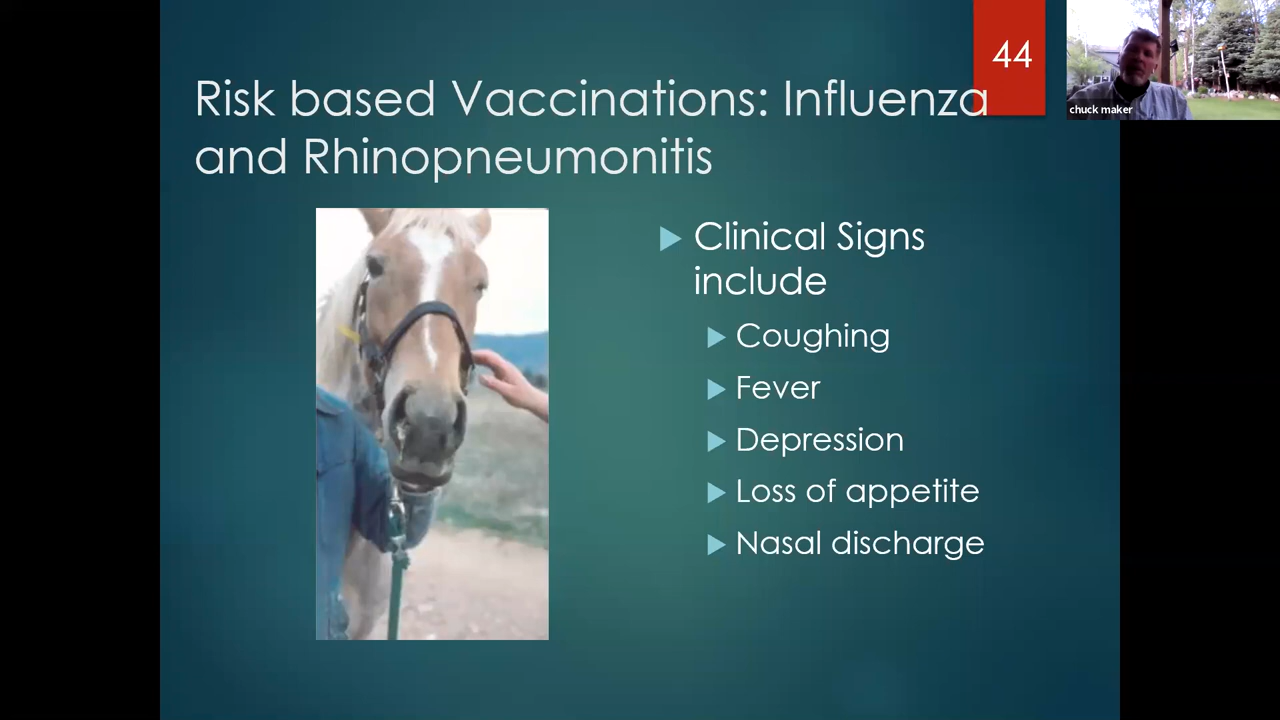 44
chuck maker
Risk based Vaccinations: Influenza
and Rhinopneumonitis
Clinical Signs
include
Coughing
Fever
Depression
Loss of appetite
Nasal discharge